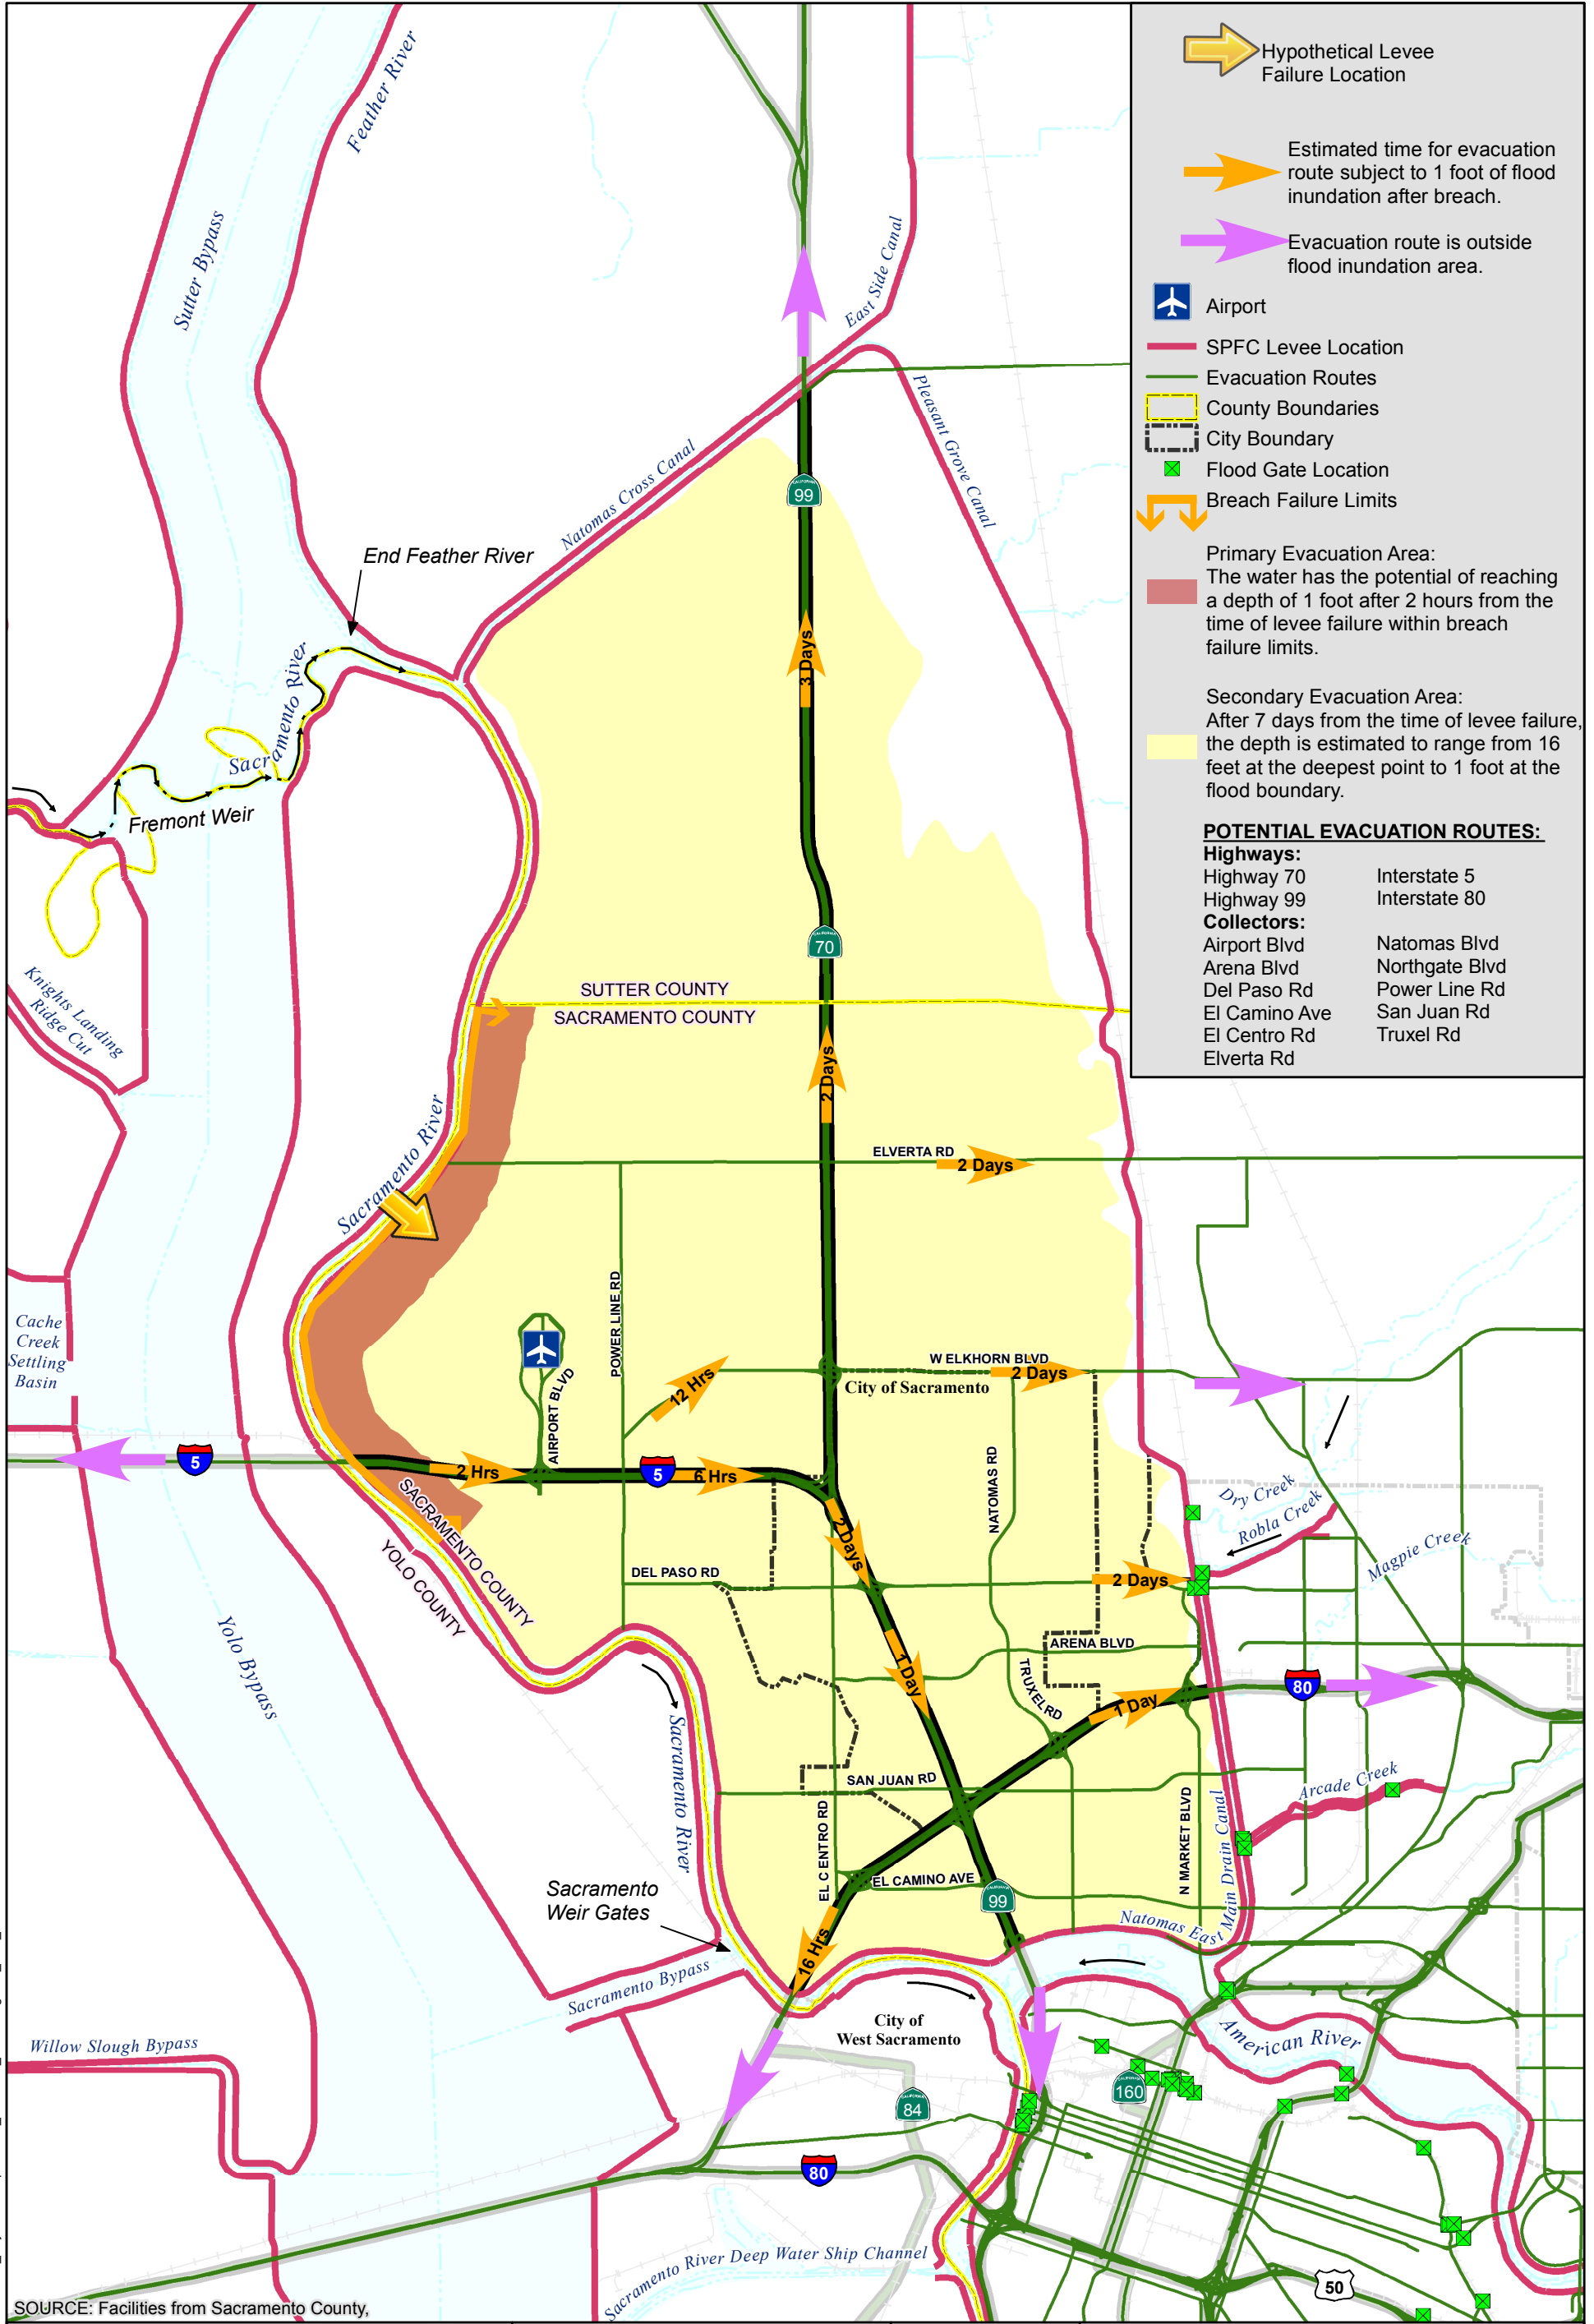 Hypothetical Levee
Failure Location
Estimated time for evacuation
route subject to 1 foot of flood
inundation after breach.
Evacuation route is outside
flood inundation area.
Airport
SPFC Levee Location
Evacuation Routes
County Boundaries
City Boundary
Flood Gate Location
Breach Failure Limits
Primary Evacuation Area:
The water has the potential of reaching
a depth of 1 foot after 2 hours from the
time of levee failure within breach
failure limits.
Secondary Evacuation Area:
After 7 days from the time of levee failure,
the depth is estimated to range from 16
feet at the deepest point to 1 foot at the
flood boundary.
POTENTIAL EVACUATION ROUTES:
Highways:
Highway 70
Interstate 5
Highway 99
Interstate 80
Collectors:
Airport Blvd
Natomas Blvd
Arena Blvd
Northgate Blvd
Del Paso Rd
Power Line Rd
El Camino Ave
San Juan Rd
El Centro Rd
Truxel Rd
Elverta Rd
Feather River
Sutter Bypass
East Side Canal
Pleasant Grove Canal
Natomas Cross Canal
CALIFORNIA
99
End Feather River
3 Days
Sacramento River
Fremont Weir
CALIFORNIA
70
Knights Landing
Ridge Cut
SUTTER COUNTY
SACRAMENTO COUNTY
2 Days
Sacramento River
ELVERTA RD
2 Days
POWER LINE RD
Cache
Creek
Settling
Basin
AIRPORT BLVD
12 Hrs
W ELKHORN BLVD
2 Days
City of Sacramento
5
2 Hrs
5
6 Hrs
NATOMAS RD
2 Days
Dry Creek
Robla Creek
Magpie Creek
SACRAMENTO COUNTY
YOLO COUNTY
DEL PASO RD
2 Days
Yolo Bypass
ARENA BLVD
1 Day
TRUXEL RD
1 Day
80
Sacramento River
SAN JUAN RD
Arcade Creek
EL C ENTRO RD
N MARKET BLVD
EL CAMINO AVE
CALIFORNIA
99
Natomas East Main Drain Canal
Sacramento
Weir Gates
16 Hrs
Sacramento Bypass
City of
West Sacramento
American River
Willow Slough Bypass
CALIFORNIA
84
CALIFORNIA
160
80
Sacramento River Deep Water Ship Channel
50
SOURCE: Facilities from Sacramento County,